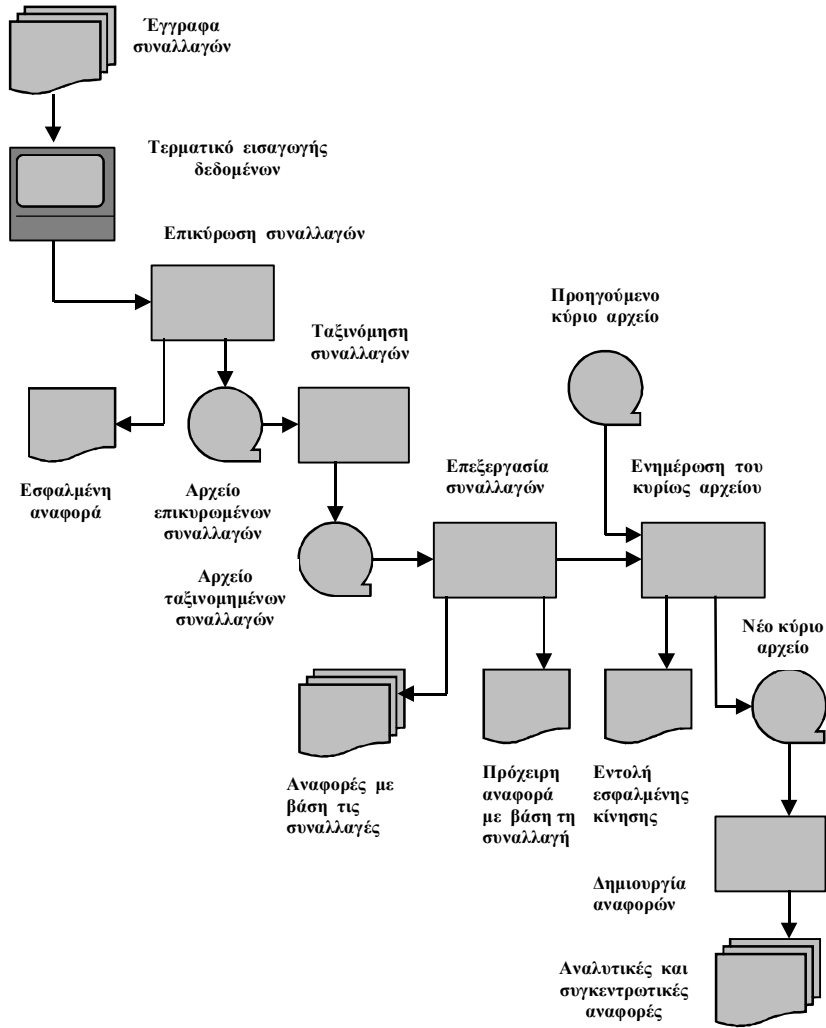 Έγγραφα
συναλλαγών
Τερματικό εισαγωγής
δεδομένων
Επικύρωση συναλλαγών
Προηγούμενο
κύριο αρχείο
Ταξινόμηση
συναλλαγών
Επεξεργασία
συναλλαγών
Ενημέρωση του
κυρίως αρχείου
Εσφαλμένη
αναφορά
Αρχείο
επικυρωμένων
συναλλαγών
Αρχείο
ταξινομημένων
συναλλαγών
Νέο κύριο
αρχείο
Αναφορές με
βάση τις
συναλλαγές
Πρόχειρη
αναφορά
με βάση τη
συναλλαγή
Εντολή
εσφαλμένης
κίνησης
Δημιουργία
αναφορών
Αναλυτικές και
συγκεντρωτικές
αναφορές